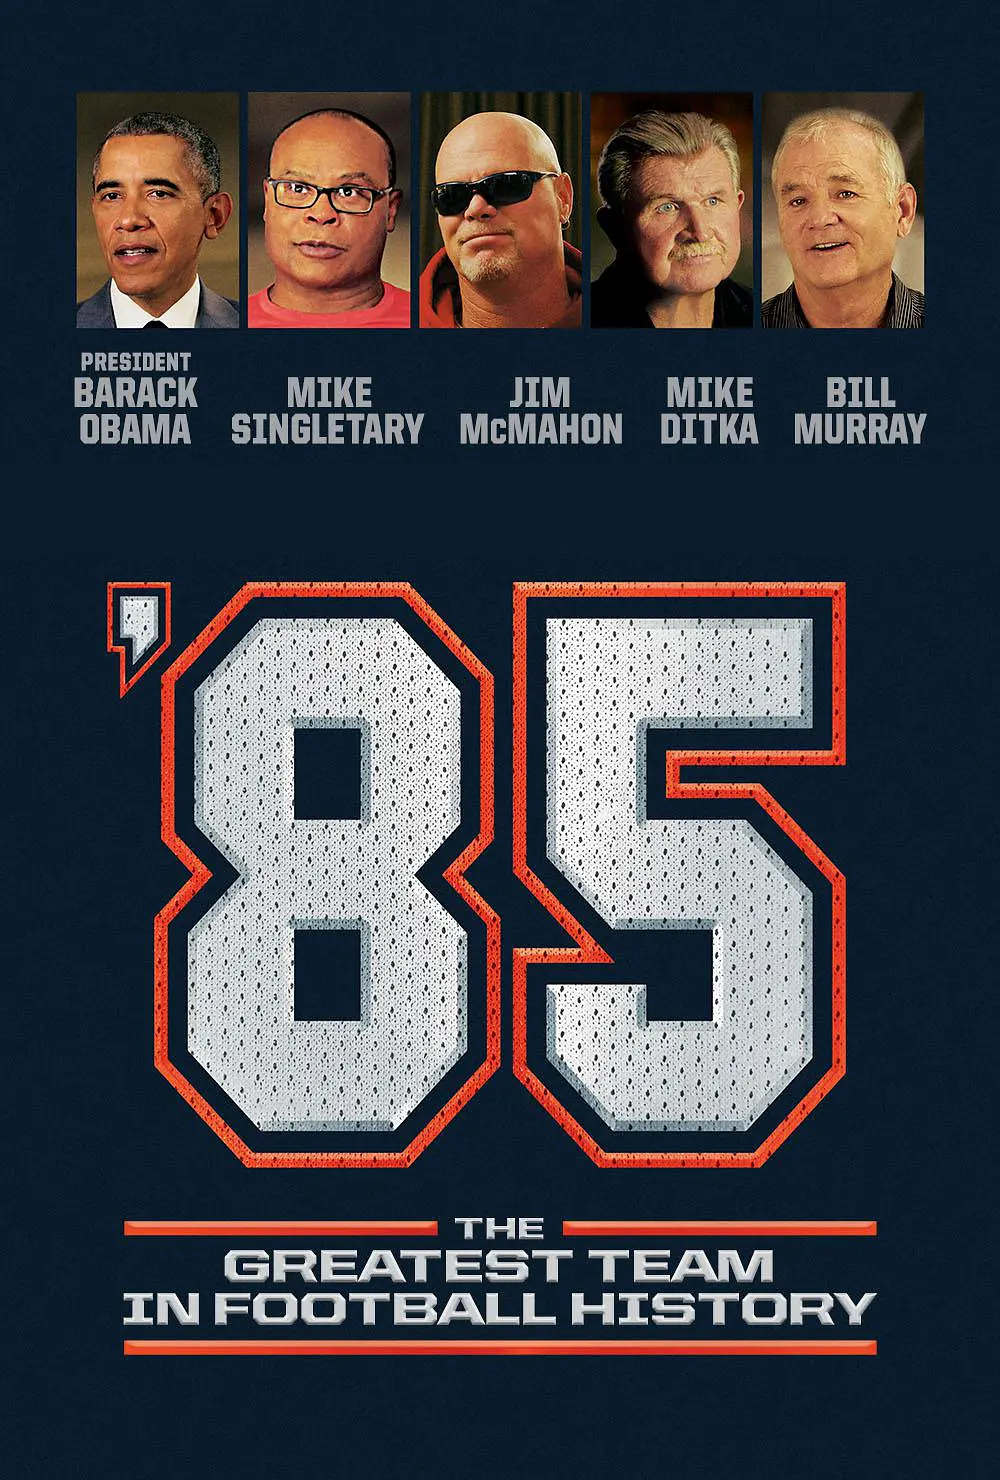 PRESIDENT
BARACK
OBAMA
MIKE
SINGLETARY
JIM
McMAHON
MIKE
DITKA
BILL
MURRAY
'85
THE
GREATEST TEAM
IN FOOTBALL HISTORY